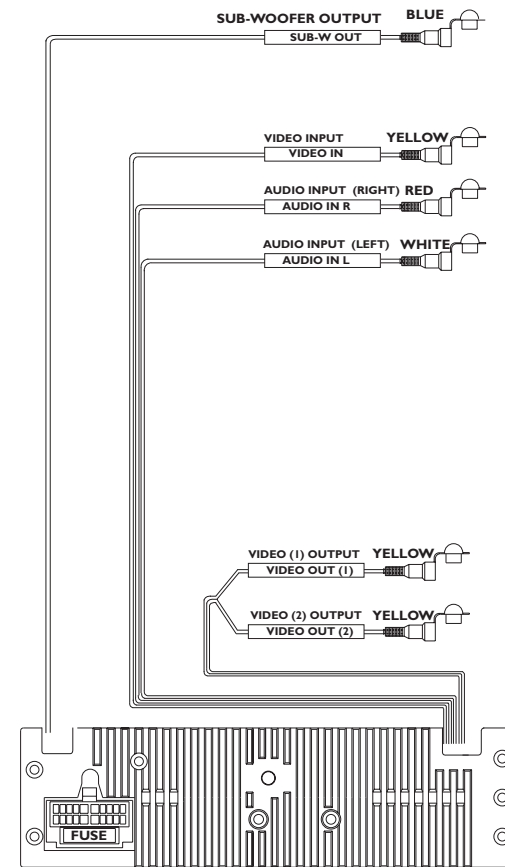 SUB-WOOFER OUTPUT BLUE
SUB-W OUT
VIDEO INPUT YELLOW
VIDEO IN
AUDIO INPUT (RIGHT) RED
AUDIO IN R
AUDIO INPUT (LEFT) WHITE
AUDIO IN L
VIDEO (1) OUTPUT YELLOW
VIDEO OUT (1)
VIDEO (2) OUTPUT YELLOW
VIDEO OUT (2)
FUSE